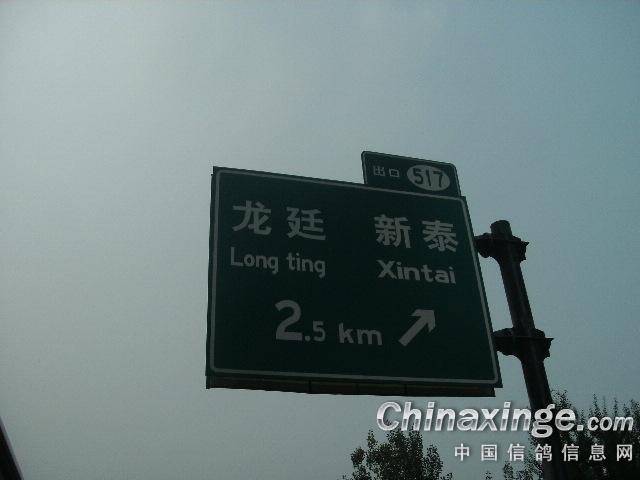 出口 517
龙廷 新泰
Long ting Xintai
2.5 km
Chinaxinge.com
中国信鸽信息网